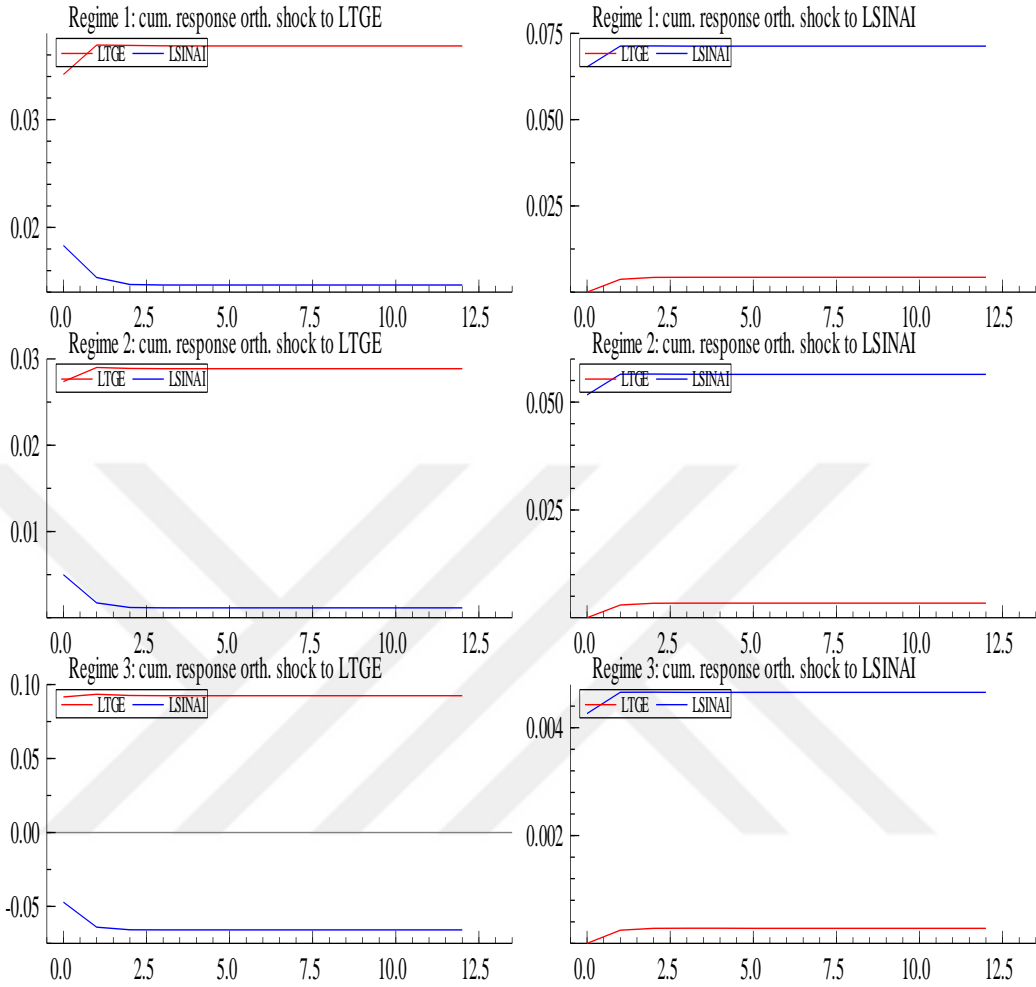 Regime 1: cum. response orth. shock to LTGE
LTGE LSINAI
0.03
0.02
0.0 2.5 5.0 7.5 10.0 12.5
Regime 1: cum. response orth. shock to LSINAI
0.075
LTGE LSINAI
0.050
0.025
0.0 2.5 5.0 7.5 10.0 12.5
Regime 2: cum. response orth. shock to LTGE
0.03
LTGE LSINAI
0.02
0.01
0.0 2.5 5.0 7.5 10.0 12.5
Regime 2: cum. response orth. shock to LSINAI
LTGE LSINAI
0.050
0.025
0.0 2.5 5.0 7.5 10.0 12.5
Regime 3: cum. response orth. shock to LTGE
0.10
LTGE LSINAI
0.05
0.00
-0.05
0.0 2.5 5.0 7.5 10.0 12.5
Regime 3: cum. response orth. shock to LSINAI
LTGE LSINAI
0.004
0.002
0.0 2.5 5.0 7.5 10.0 12.5